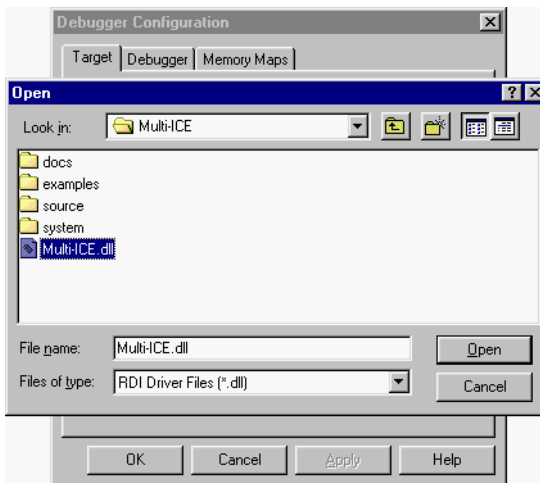 Debugger Configuration
Target Debugger Memory Maps
Open
Look in: Multi-ICE
docs
examples
source
system
Multi-ICE.dll
File name: Multi-ICE.dll Open
Files of type: RDI Driver Files (*.dll) Cancel
OK Cancel Apply Help